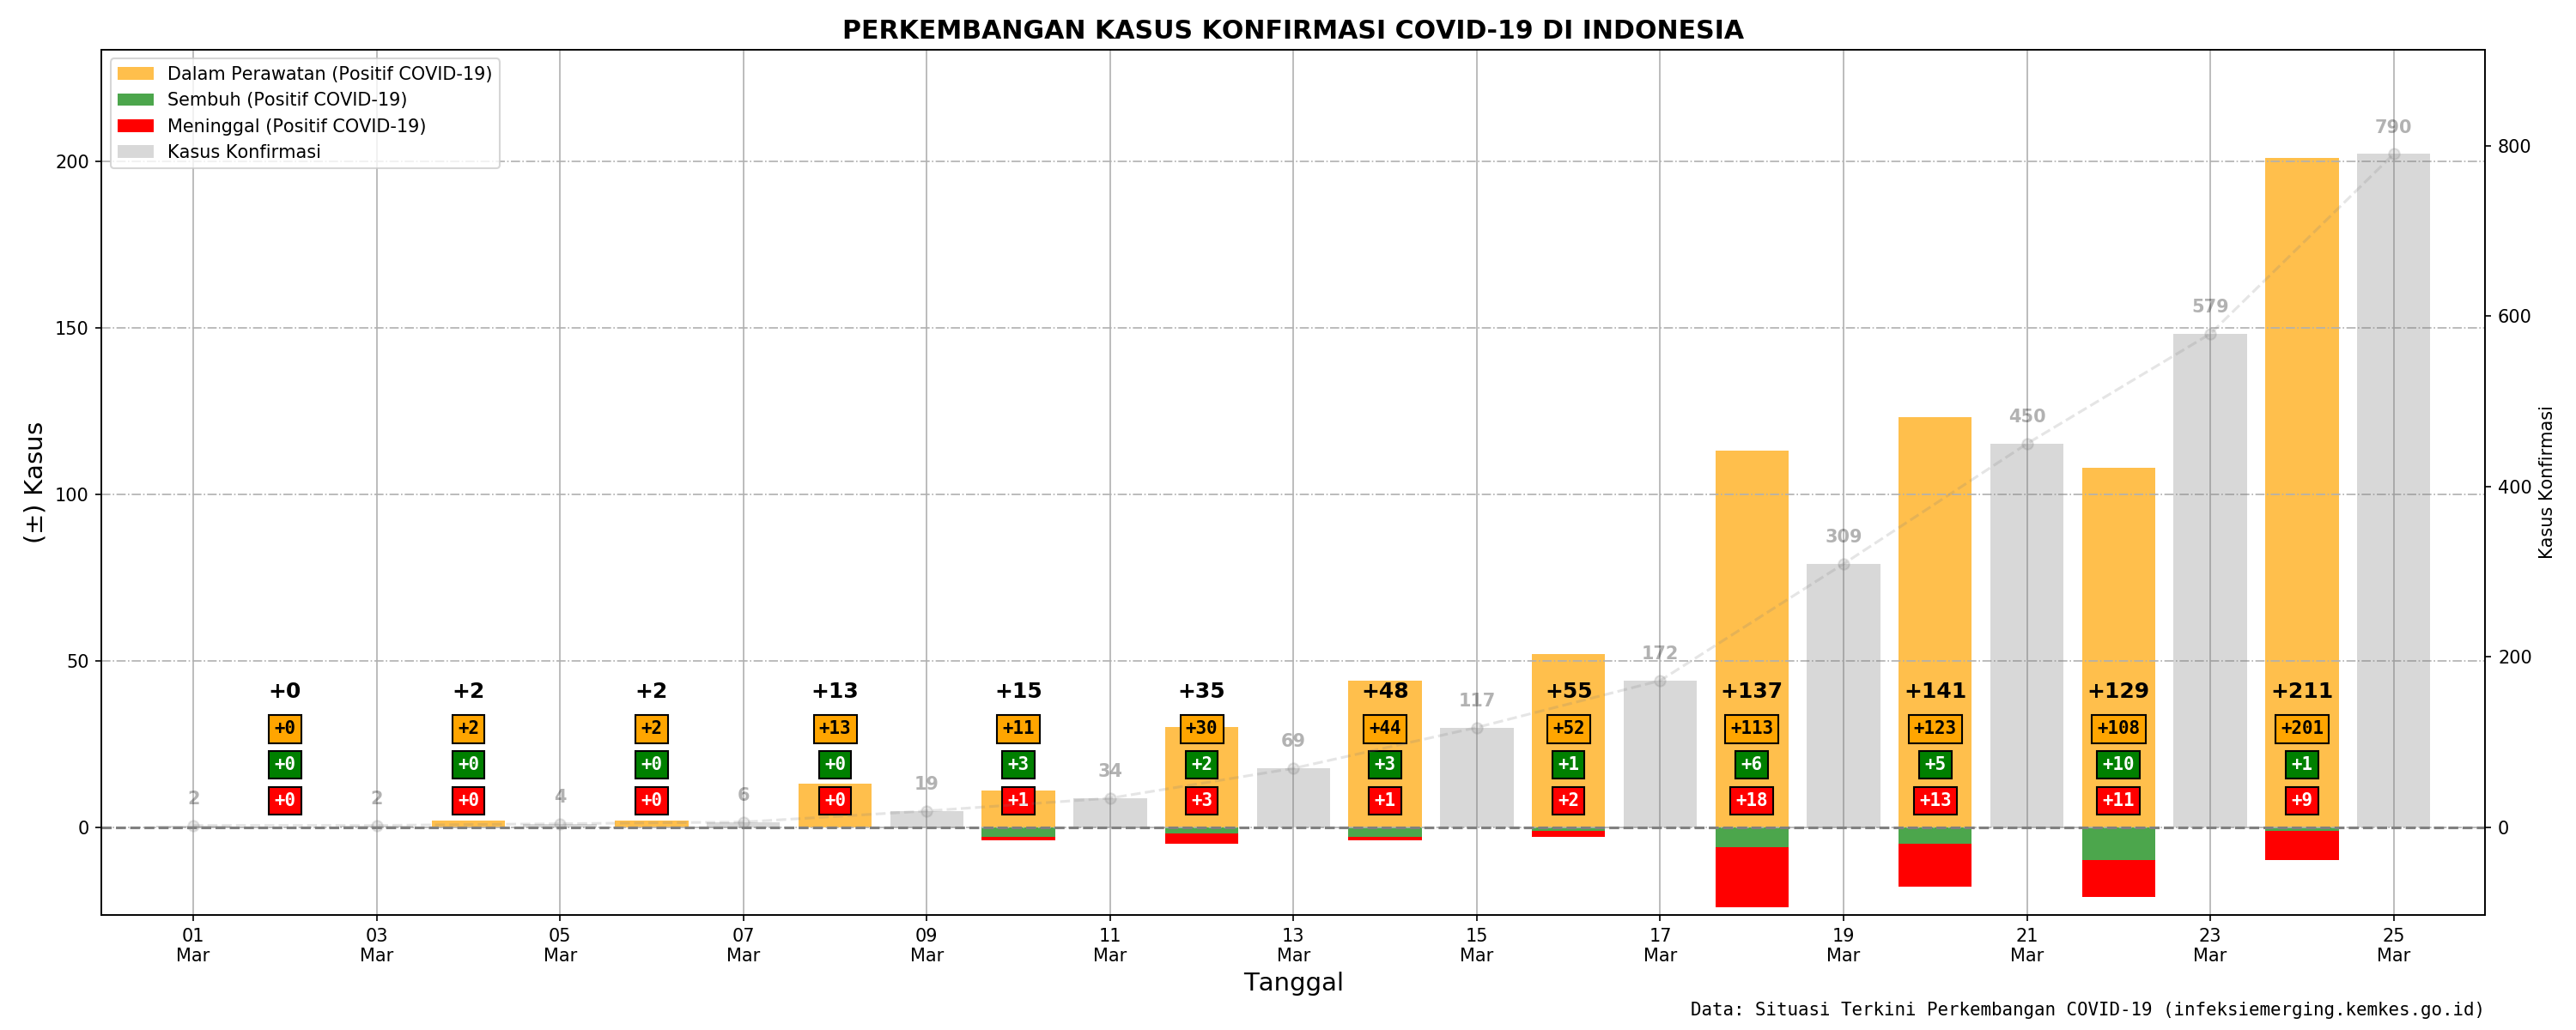 PERKEMBANGAN KASUS KONFIRMASI COVID-19 DI INDONESIA
Dalam Perawatan (Positif COVID-19)
Sembuh (Positif COVID-19)
Meninggal (Positif COVID-19)
Kasus Konfirmasi
(±) Kasus
200
150
100
50
0
Kasus Konfirmasi
800
600
400
200
0
2 2 4 6 19 34 69 117 172 309 450 579 790
+0 +2 +2 +13 +15 +35 +48 +55 +137 +141 +129 +211
+0 +2 +2 +13 +11 +30 +44 +52 +113 +123 +108 +201
+0 +0 +0 +0 +3 +2 +3 +1 +6 +5 +10 +1
+0 +0 +0 +0 +1 +3 +1 +2 +18 +13 +11 +9
01 03 05 07 09 11 13 15 17 19 21 23 25
Mar Mar Mar Mar Mar Mar Mar Mar Mar Mar Mar Mar Mar
Tanggal
Data: Situasi Terkini Perkembangan COVID-19 (infeksiemerging.kemkes.go.id)